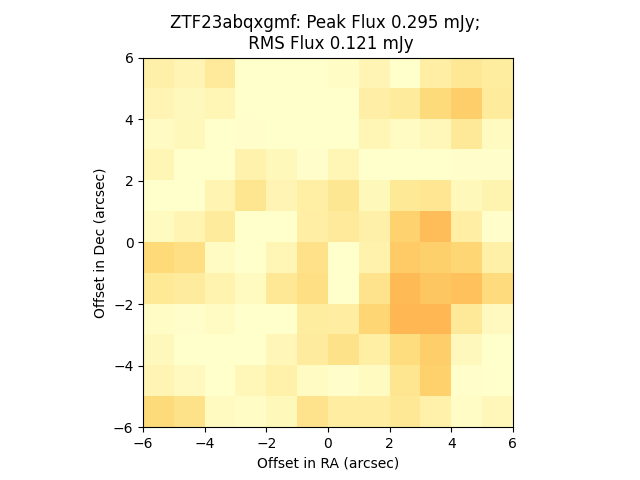 ZTF23abqxgmf: Peak Flux 0.295 mJy;
RMS Flux 0.121 mJy
6
4
2
0
−2
−4
−6
Offset in Dec (arcsec)
−6 −4 −2 0 2 4 6
Offset in RA (arcsec)